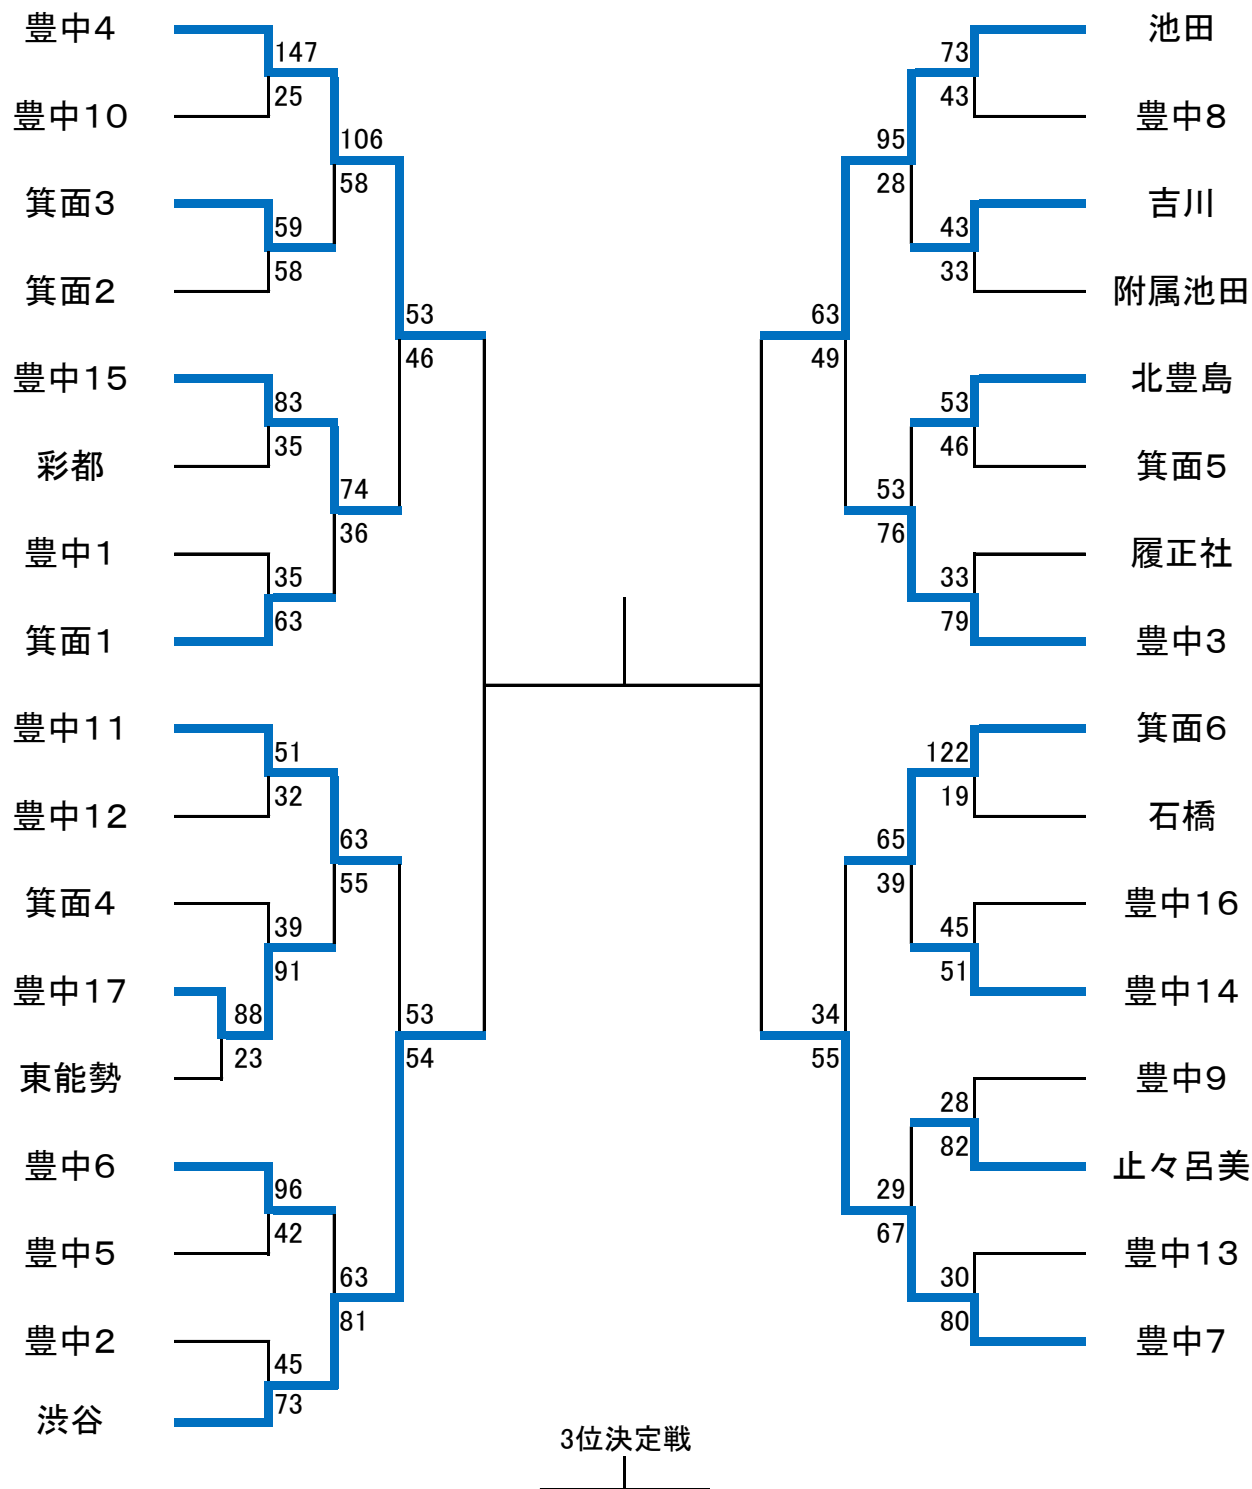 豊中4
147
豊中10
25
106
箕面3
58
59
箕面2
58
53
豊中15
46
83
彩都
35
74
豊中1
36
35
箕面1
63
豊中11
51
豊中12
32
63
箕面4
55
39
豊中17
91
88
東能勢
23
53
54
豊中6
96
豊中5
42
63
豊中2
81
45
渋谷
73
池田
73
豊中8
43
95
吉川
28
43
附属池田
33
63
北豊島
49
53
箕面5
46
53
履正社
76
33
豊中3
79
箕面6
122
石橋
19
65
豊中16
39
45
豊中14
51
34
豊中9
55
28
止々呂美
82
29
豊中13
67
30
豊中7
80
3位決定戦